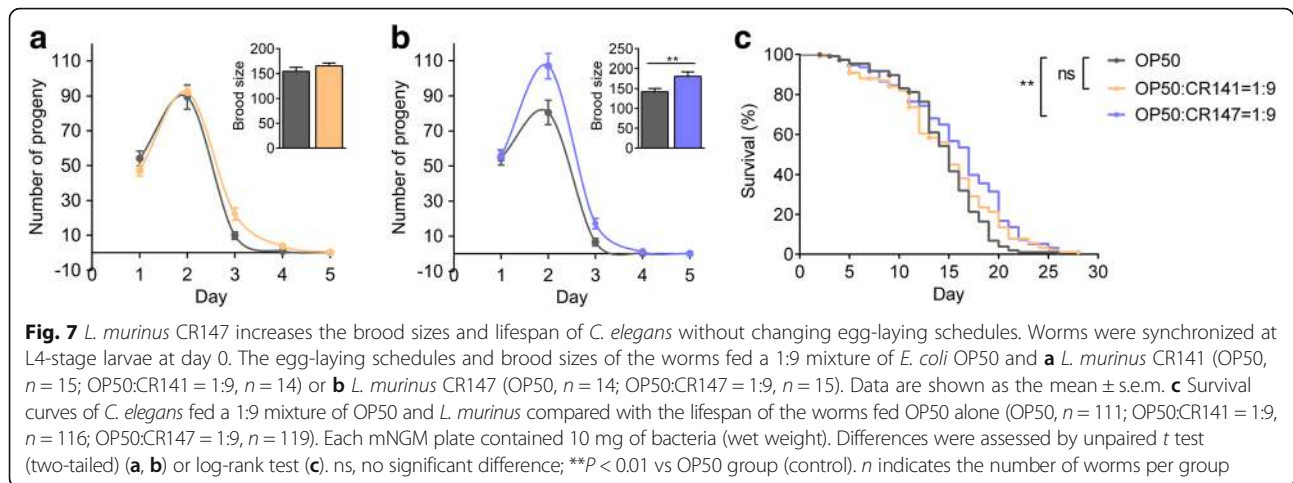 a
110
90
70
50
30
10
-10
Number of progeny
0 1 2 3 4 5
Day
200
150
100
50
0
Brood size
b
110
90
70
50
30
10
-10
Number of progeny
0 1 2 3 4 5
Day
250
200
150
100
50
0
Brood size
**
c
100
80
60
40
20
0
Survival (%)
0 5 10 15 20 25 30
Day
** ns
OP50
OP50:CR141=1:9
OP50:CR147=1:9
Fig. 7 L. murinus CR147 increases the brood sizes and lifespan of C. elegans without changing egg-laying schedules. Worms were synchronized at
L4-stage larvae at day 0. The egg-laying schedules and brood sizes of the worms fed a 1:9 mixture of E. coli OP50 and a L. murinus CR141 (OP50,
n = 15; OP50:CR141 = 1:9, n = 14) or b L. murinus CR147 (OP50, n = 14; OP50:CR147 = 1:9, n = 15). Data are shown as the mean ± s.e.m. c Survival
curves of C. elegans fed a 1:9 mixture of OP50 and L. murinus compared with the lifespan of the worms fed OP50 alone (OP50, n = 111; OP50:CR141 = 1:9,
n = 116; OP50:CR147 = 1:9, n = 119). Each mNGM plate contained 10 mg of bacteria (wet weight). Differences were assessed by unpaired t test
(two-tailed) (a, b) or log-rank test (c). ns, no significant difference; **P < 0.01 vs OP50 group (control). n indicates the number of worms per group